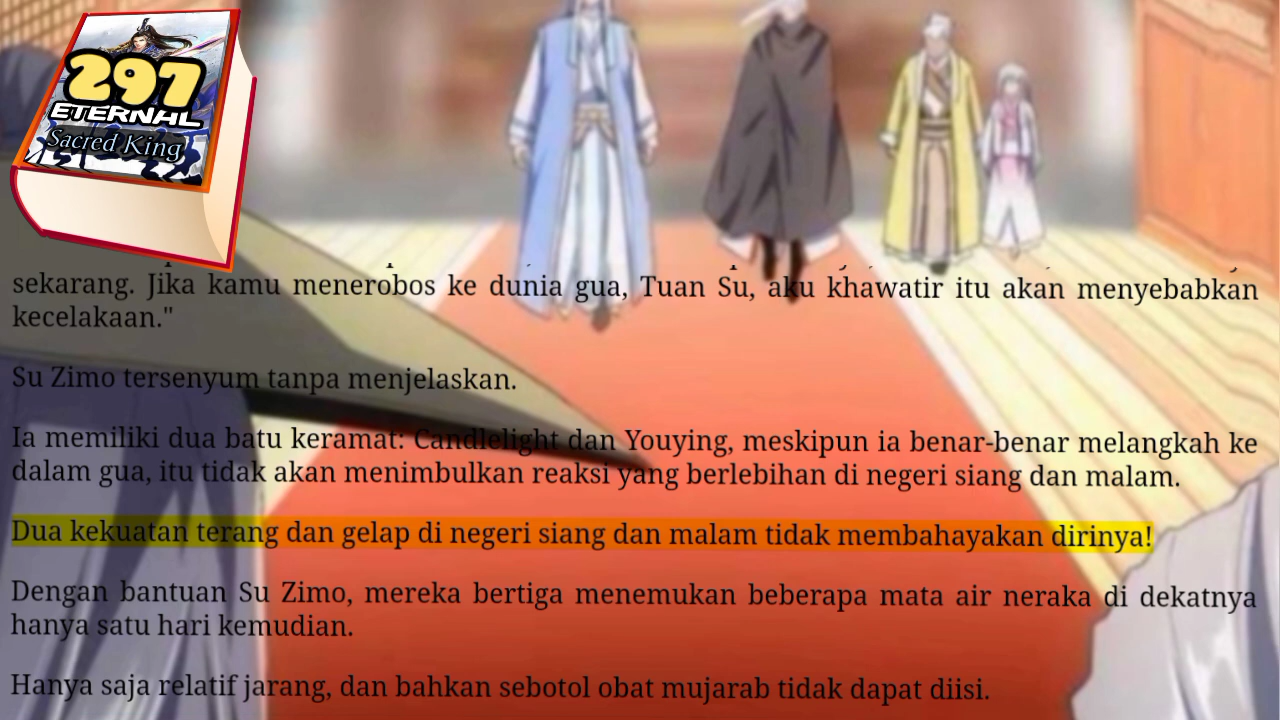 297
ETERNAL
Sacred King
sekarang. Jika kamu menerobos ke dunia gua, Tuan Su, aku khawatir itu akan menyebabkan
kecelakaan."
Su Zimo tersenyum tanpa menjelaskan.
Ia memiliki dua batu keramat: Candlelight dan Youying, meskipun ia benar-benar melangkah ke
dalam gua, itu tidak akan menimbulkan reaksi yang berlebihan di negeri siang dan malam.
Dua kekuatan terang dan gelap di negeri siang dan malam tidak membahayakan dirinya!
Dengan bantuan Su Zimo, mereka bertiga menemukan beberapa mata air neraka di dekatnya
hanya satu hari kemudian.
Hanya saja relatif jarang, dan bahkan sebotol obat mujarab tidak dapat diisi.